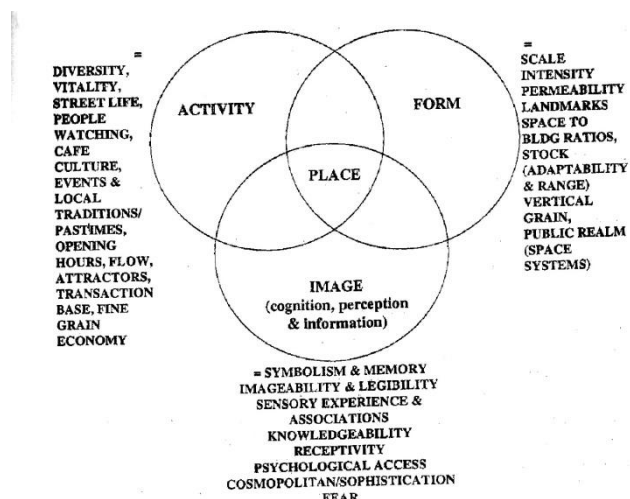 =
DIVERSITY,
VITALITY,
STREET LIFE,
PEOPLE
WATCHING,
CAFE
CULTURE,
EVENTS &
LOCAL
TRADITIONS/
PASTIMES,
OPENING
HOURS, FLOW,
ATTRACTORS,
TRANSACTION
BASE, FINE
GRAIN
ECONOMY
ACTIVITY
FORM
PLACE
IMAGE
(cognition, perception
& information)
=
SCALE
INTENSITY
PERMEABILITY
LANDMARKS
SPACE TO
BLDG RATIOS,
STOCK
(ADAPTABILITY
& RANGE)
VERTICAL
GRAIN,
PUBLIC REALM
(SPACE
SYSTEMS)
= SYMBOLISM & MEMORY
IMAGEABILITY & LEGIBILITY
SENSORY EXPERIENCE &
ASSOCIATIONS
KNOWLEDGEABILITY
RECEPTIVITY
PSYCHOLOGICAL ACCESS
COSMOPOLITAN/SOPHISTICATION
FEAR